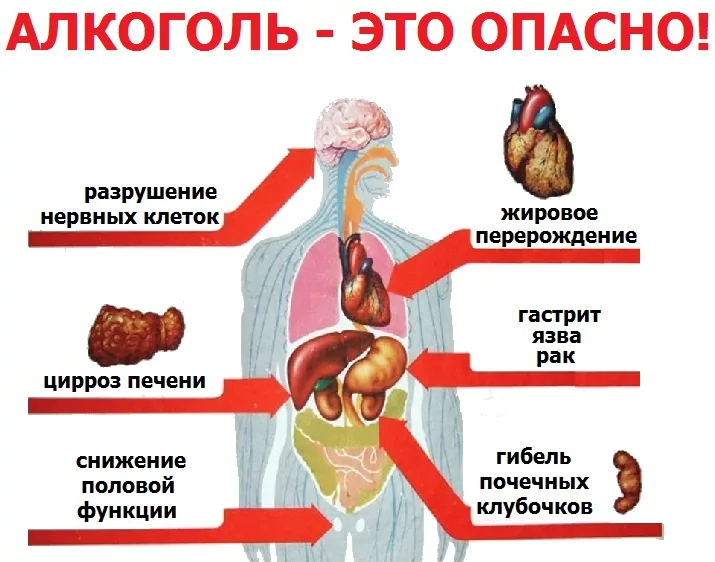 АЛКОГОЛЬ - ЭТО ОПАСНО!
разрушение
нервных клеток
жировое
перерождение
цирроз печени
гастрит
язва
рак
снижение
половой
функции
гибель
почечных
клубочков